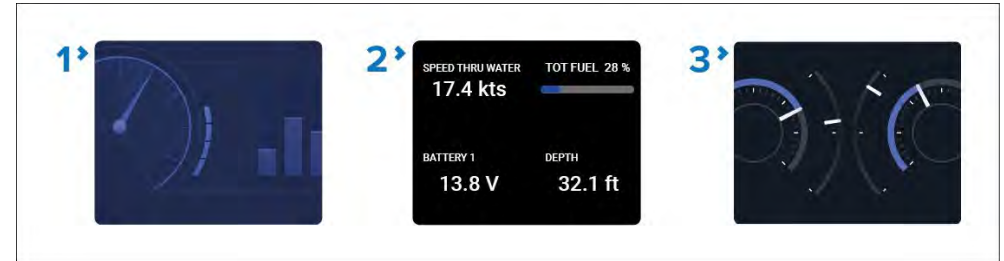 1
2
SPEED THRU WATER
17.4 kts
TOT FUEL 28 %
BATTERY 1
13.8 V
DEPTH
32.1 ft
3